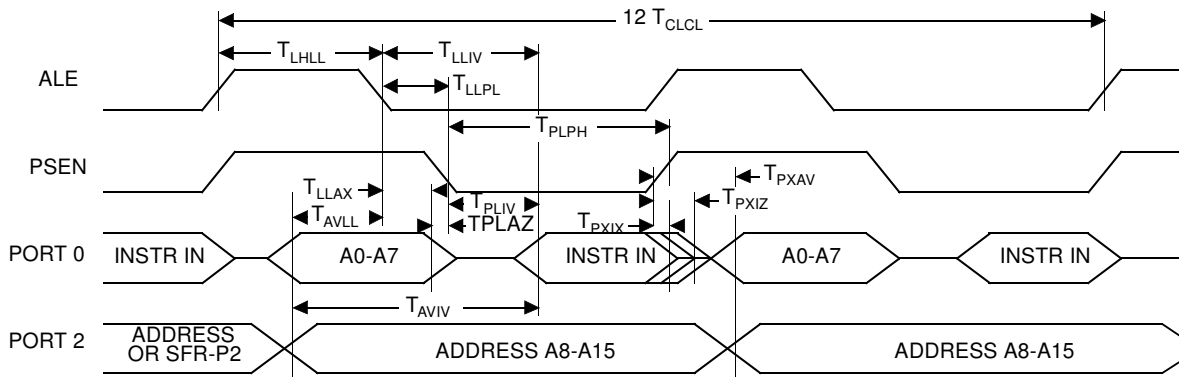 12 TCLCL
TLHLL TLLIV
ALE TLLPL
TPLPH
PSEN TPXAV
TLLAX TPLIV TPXIZ
TAVLL TPLAZ TPXIX
PORT 0 INSTR IN A0-A7 INSTR IN A0-A7 INSTR IN
TAVIV
PORT 2 ADDRESS OR SFR-P2 ADDRESS A8-A15 ADDRESS A8-A15